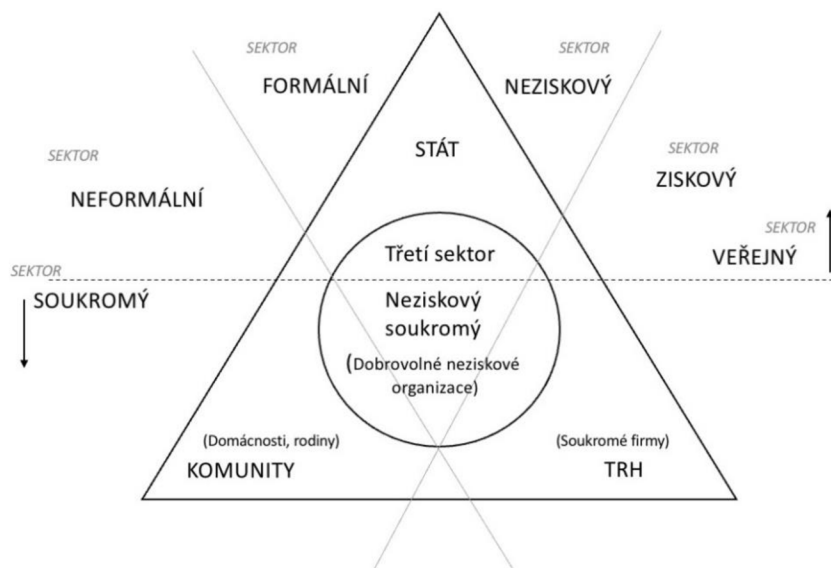 SEKTOR
FORMÁLNÍ
SEKTOR
NEZISKOVÝ
STÁT
SEKTOR
NEFORMÁLNÍ
SEKTOR
ZISKOVÝ
SEKTOR
VEŘEJNÝ
SEKTOR
SOUKROMÝ
Třetí sektor
Neziskový
soukromý
(Dobrovolné neziskové
organizace)
(Domácnosti, rodiny)
KOMUNITY
(Soukromé firmy)
TRH